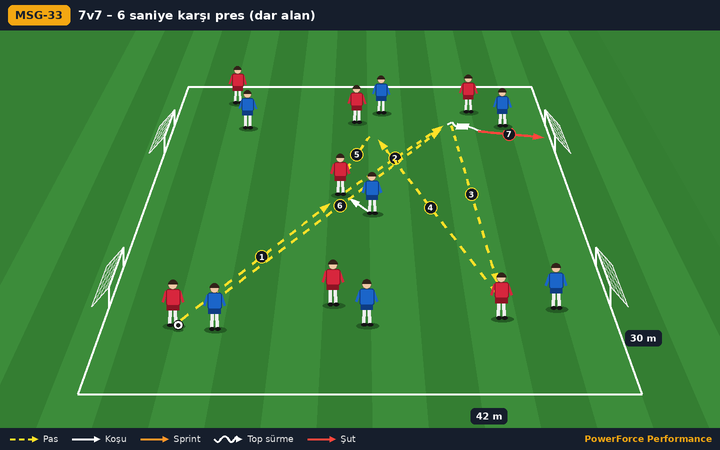 MSG-33 7v7 – 6 saniye karşı pres (dar alan)
7
5
2
3
6
4
1
30 m
42 m
Pas Koşu Sprint Top sürme Şut PowerForce Performance